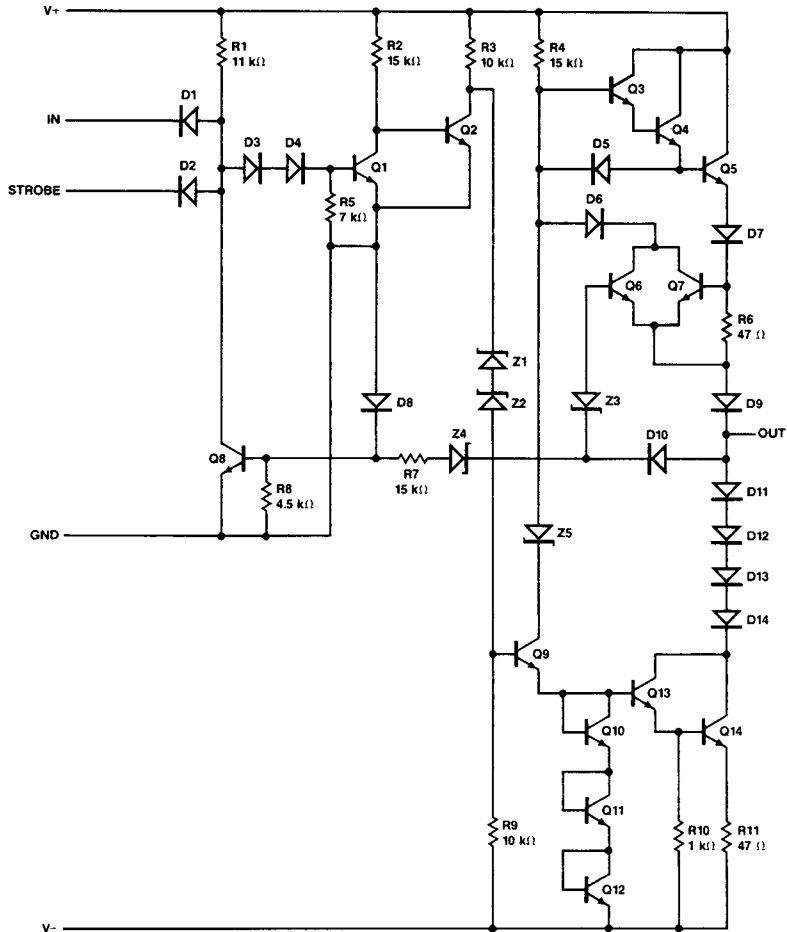 V+
R1
11 kΩ
R2
15 kΩ
R3
10 kΩ
R4
15 kΩ
Q3
Q4
D1
IN
Q2
D3
D4
Q1
D5
Q5
D2
STROBE
R5
7 kΩ
D6
D7
Q6
Q7
R6
47 Ω
Z1
Z2
D8
Z3
D9
OUT
Z4
D10
Q8
R7
15 kΩ
R8
4.5 kΩ
D11
GND
Z5
D12
D13
D14
Q9
Q13
Q10
Q14
Q11
R9
10 kΩ
R10
1 kΩ
R11
47 Ω
Q12
V-